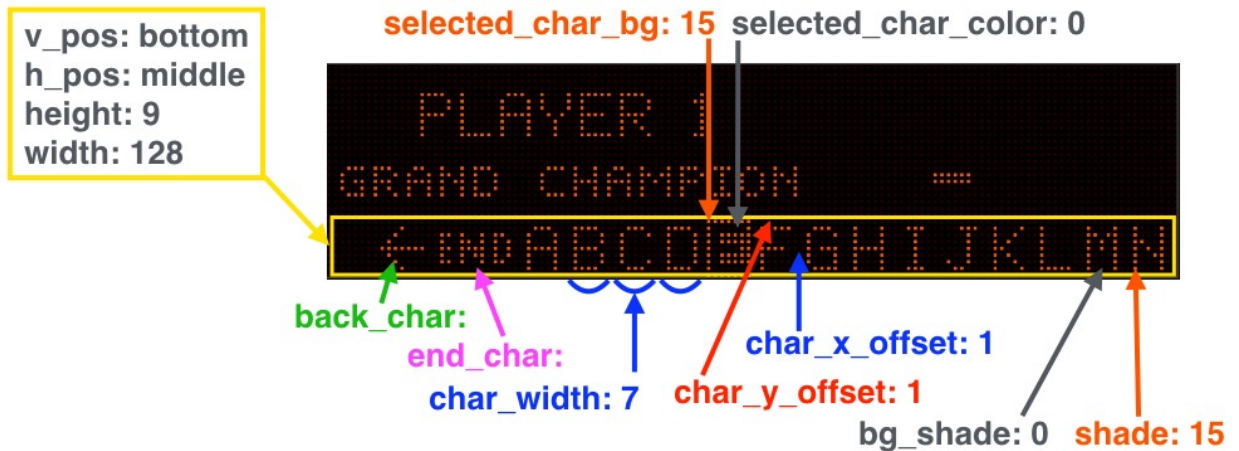 selected_char_bg: 15 selected_char_color: 0
v_pos: bottom
h_pos: middle
height: 9
width: 128
PLAYER 1
GRAND CHAMPION
END A B C D E F G H I J K L M N
back_char:
end_char:
char_x_offset: 1
char_width: 7
char_y_offset: 1
bg_shade: 0 shade: 15